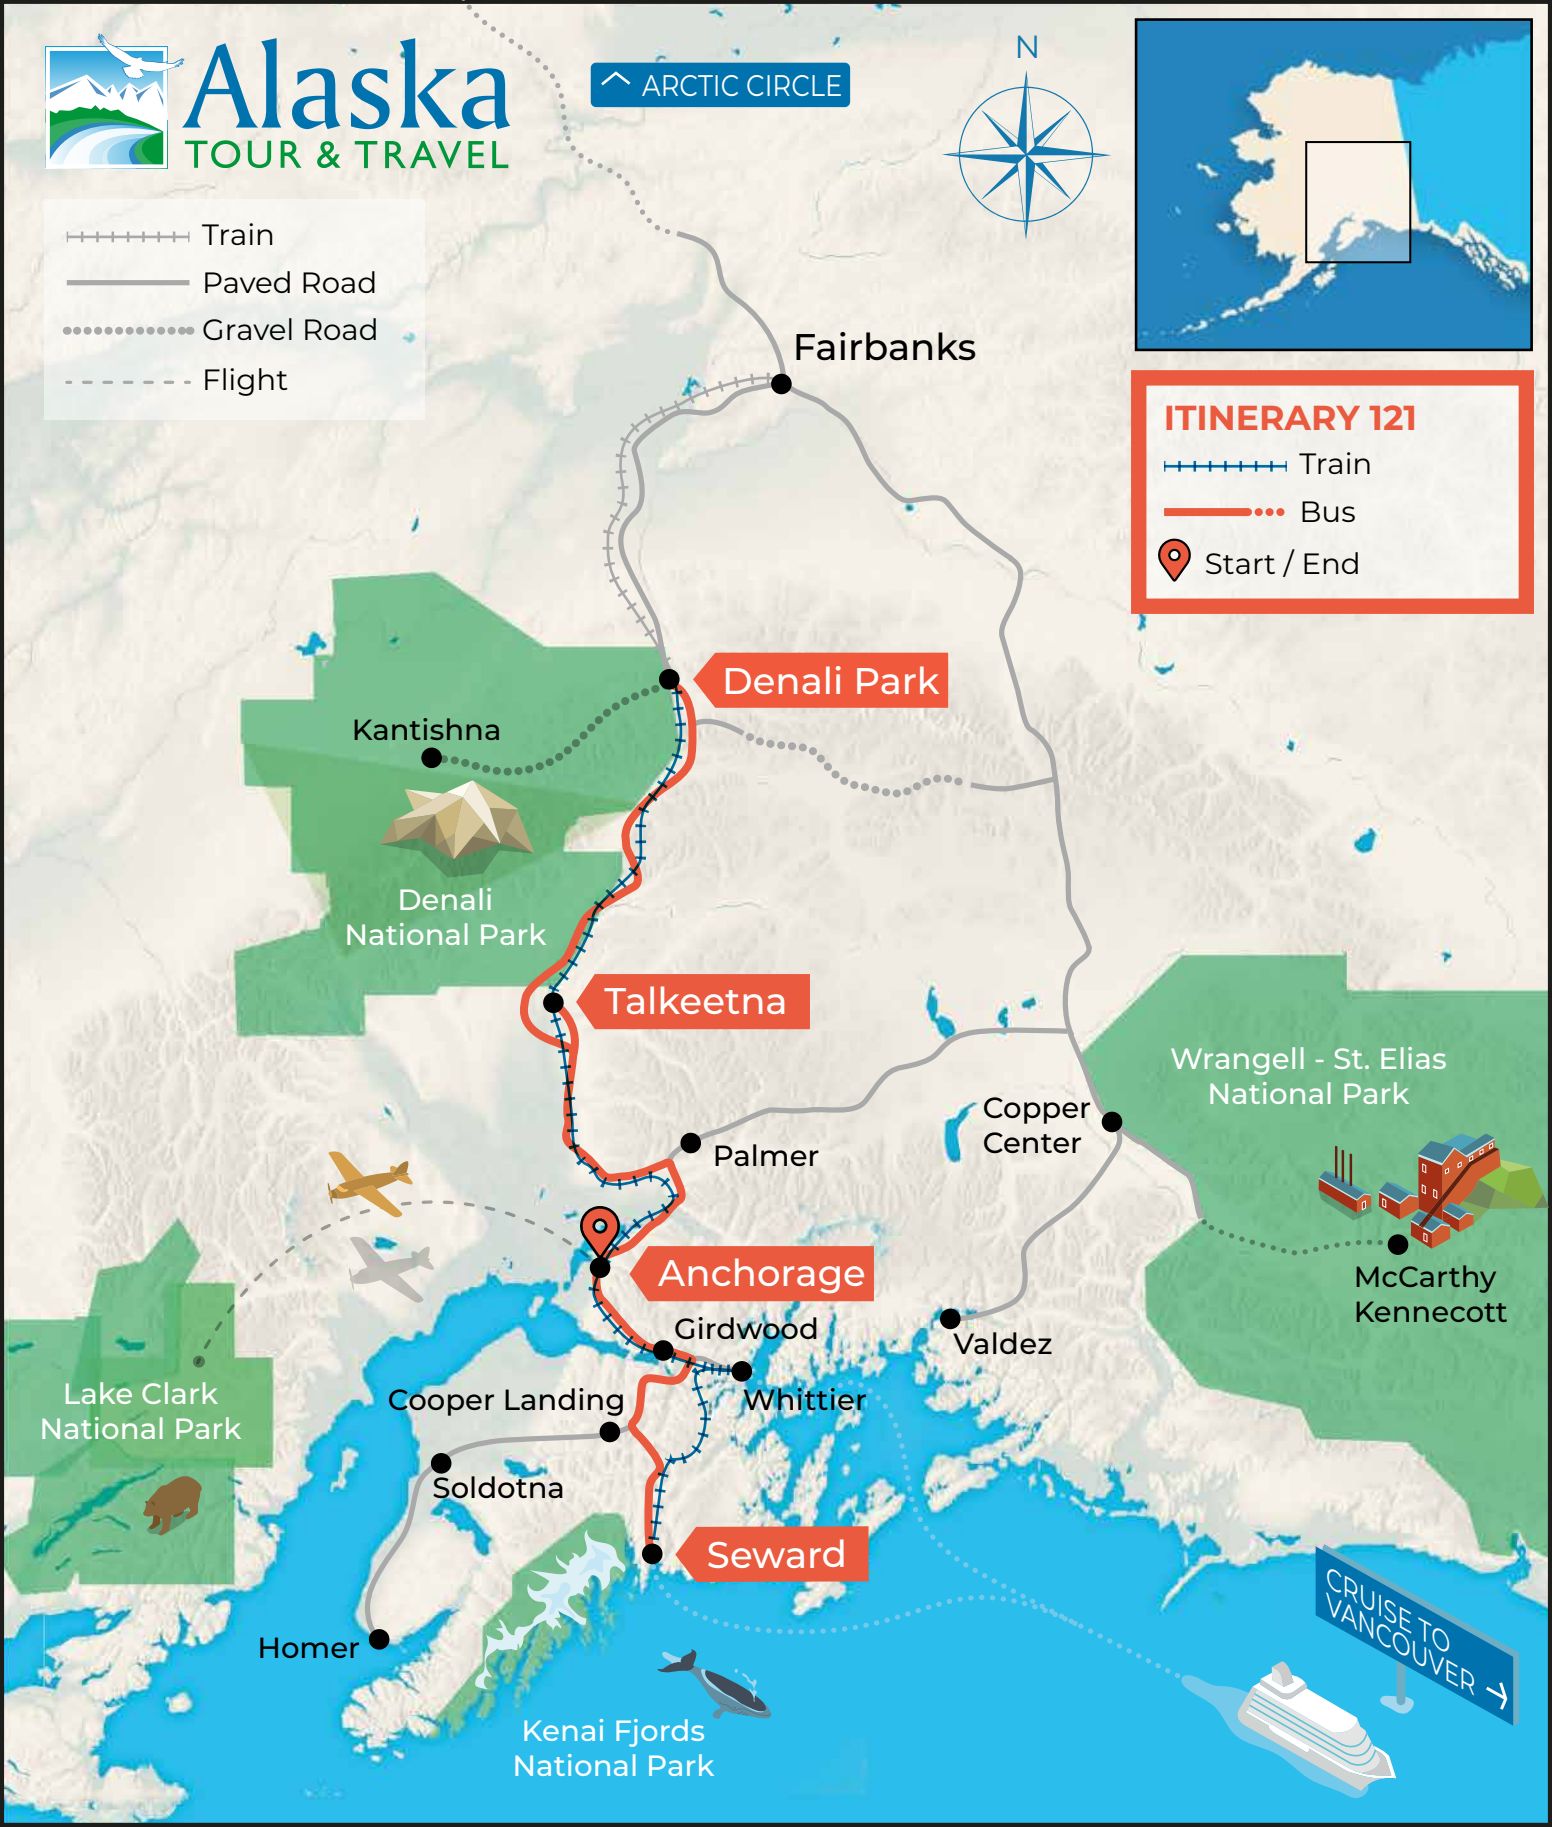 Alaska
TOUR & TRAVEL
ARCTIC CIRCLE
N
Train
Paved Road
Gravel Road
Flight
ITINERARY 121
Train
Bus
Start / End
Fairbanks
Denali Park
Kantishna
Denali
National Park
Talkeetna
Wrangell - St. Elias
National Park
Copper
Center
Palmer
McCarthy
Kennecott
Anchorage
Girdwood
Valdez
Whittier
Cooper Landing
Lake Clark
National Park
Soldotna
Seward
Homer
Kenai Fjords
National Park
CRUISE TO
VANCOUVER